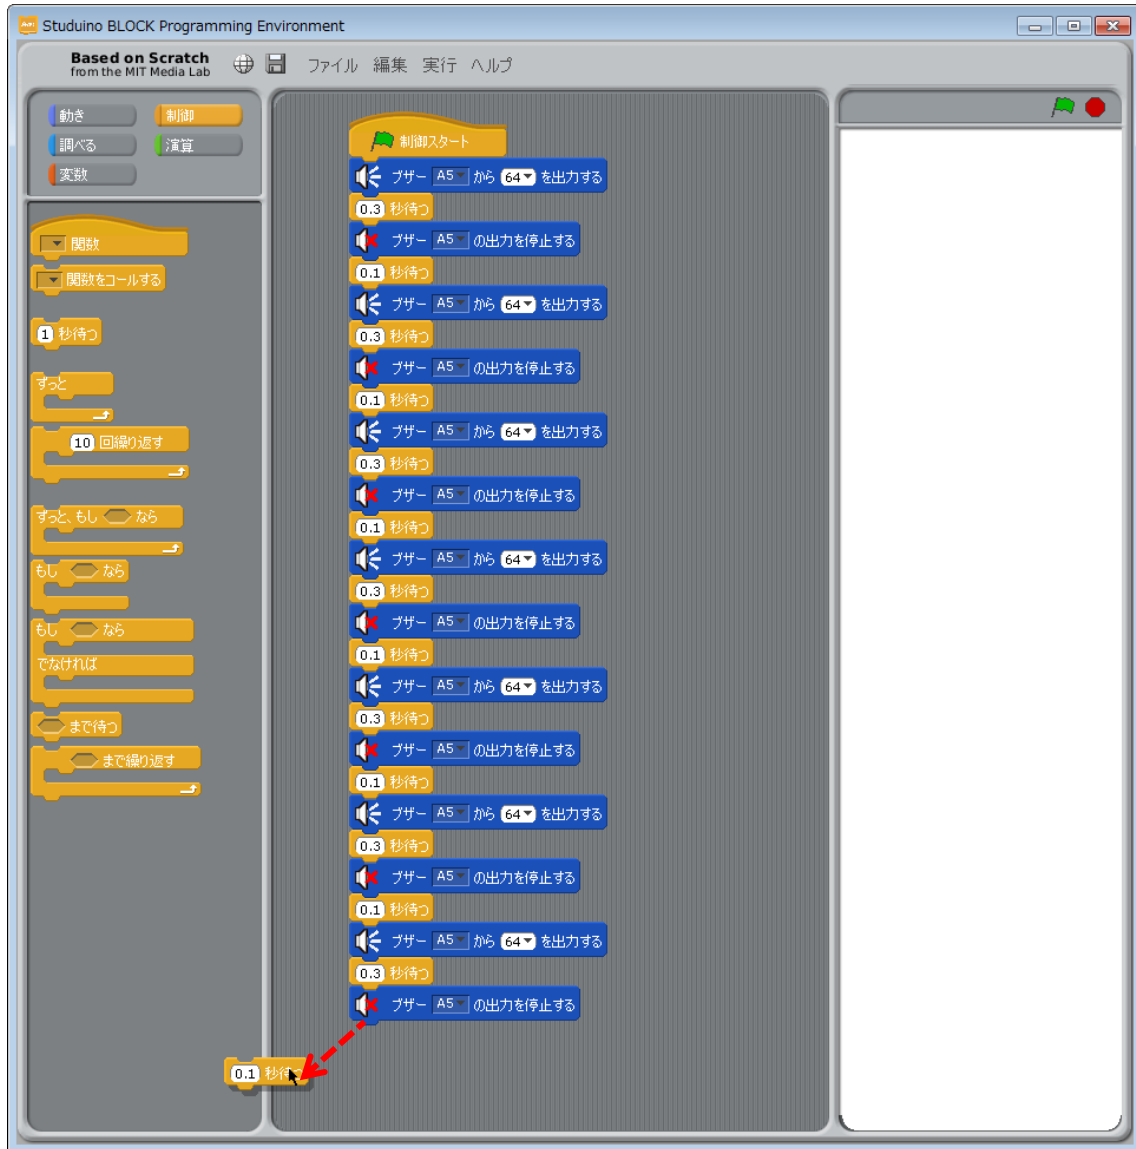 Studuino BLOCK Programming Environment
Based on Scratch
from the MIT Media Lab
ファイル 編集 実行 ヘルプ
動き 制御
調べる 演算
変数
関数
関数をコールする
1 秒待つ
ずっと
10 回繰り返す
ずっと、もし なら
もし なら
もし なら
でなければ
まで待つ
まで繰り返す
制御スタート
ブザー A5 から 64 を出力する
0.3 秒待つ
ブザー A5 の出力を停止する
0.1 秒待つ
ブザー A5 から 64 を出力する
0.3 秒待つ
ブザー A5 の出力を停止する
0.1 秒待つ
ブザー A5 から 64 を出力する
0.3 秒待つ
ブザー A5 の出力を停止する
0.1 秒待つ
ブザー A5 から 64 を出力する
0.3 秒待つ
ブザー A5 の出力を停止する
0.1 秒待つ
ブザー A5 から 64 を出力する
0.3 秒待つ
ブザー A5 の出力を停止する
0.1 秒待つ
ブザー A5 から 64 を出力する
0.3 秒待つ
ブザー A5 の出力を停止する
0.1 秒待つ
ブザー A5 から 64 を出力する
0.3 秒待つ
ブザー A5 の出力を停止する
0.1 秒待つ